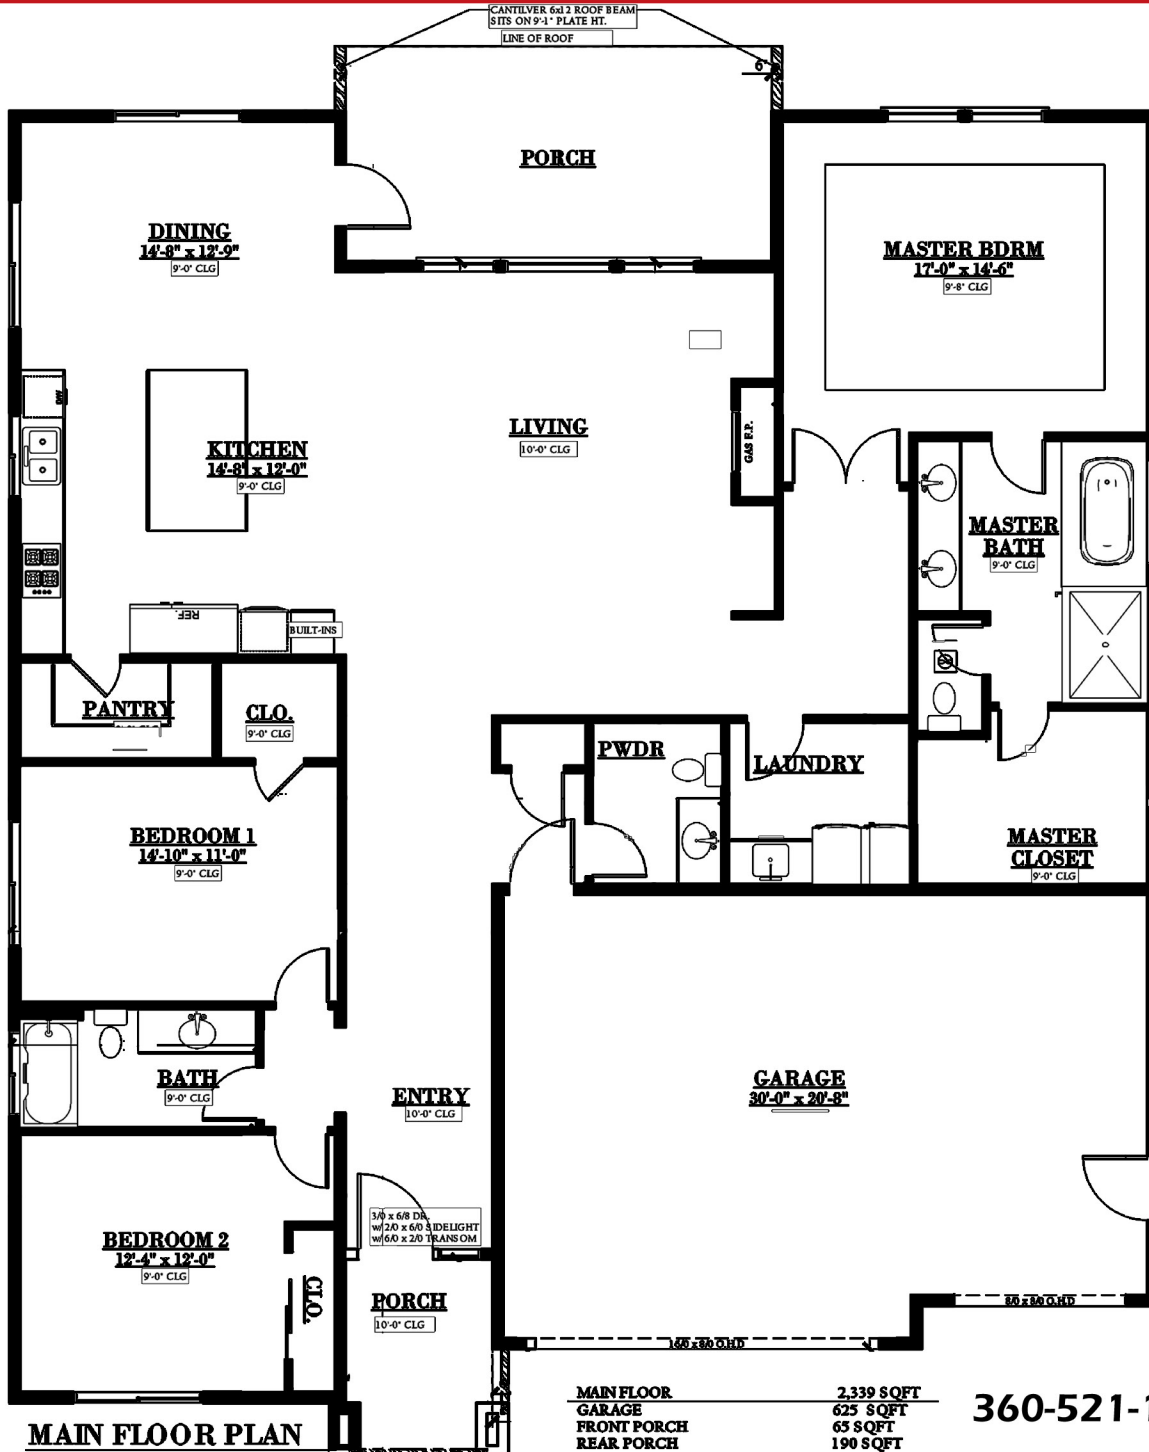 CANTILVER 6x12 ROOF BEAM
SITS ON 9'-1" PLATE HT.
LINE OF ROOF
6"
PORCH
DINING
14'-8" x 12'-9"
9'-0" CLG
MASTER BDRM
17'-0" x 14'-6"
9'-8" CLG
DW
KITCHEN
14'-8" x 12'-0"
9'-0" CLG
LIVING
10'-0" CLG
GAS F.P.
MASTER
BATH
9'-0" CLG
REF.
BUILT-INS
PANTRY
CLO.
9'-0" CLG
PWDR
LAUNDRY
BEDROOM 1
14'-10" x 11'-0"
9'-0" CLG
MASTER
CLOSET
9'-0" CLG
BATH
9'-0" CLG
ENTRY
10'-0" CLG
GARAGE
30'-0" x 20'-8"
3/0 x 6/8 DR.
w/2/0 x 6/0 SIDELIGHT
w/6/0 x 2/0 TRANSOM
BEDROOM 2
12'-4" x 12'-0"
9'-0" CLG
CLO.
PORCH
10'-0" CLG
8/0 x 8/0 O.H.D
16/0 x 8/0 O.H.D
MAIN FLOOR 2,339 SQFT
GARAGE 625 SQFT
FRONT PORCH 65 SQFT
REAR PORCH 190 SQFT
360-521-1
MAIN FLOOR PLAN